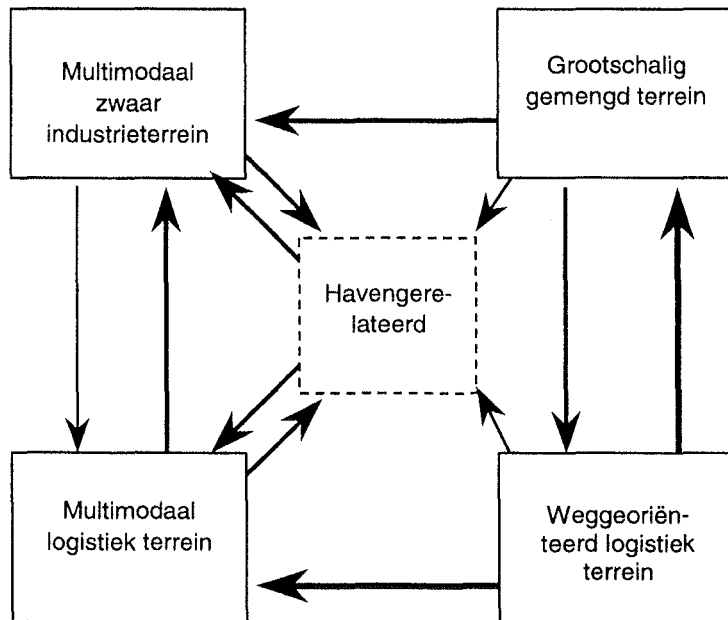 Multimodaal
zwaar
industrieterrein
Grootschalig
gemengd terrein
Havengere-
lateerd
Multimodaal
logistiek terrein
Weggeoriën-
teerd logistiek
terrein